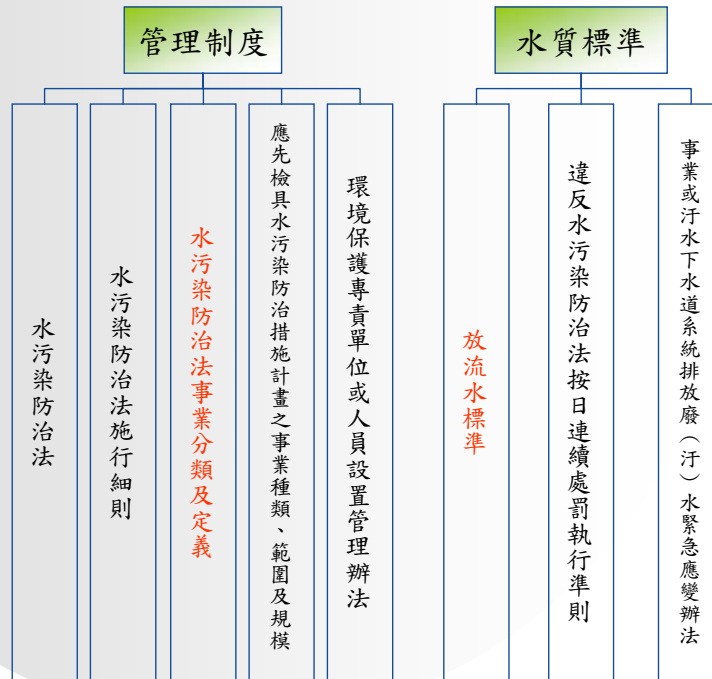 管理制度
水污染防治法
水污染防治法施行細則
水污染防治法事業分類及定義
應先檢具水污染防治措施計畫之事業種類、範圍及規模
環境保護專責單位或人員設置管理辦法
水質標準
放流水標準
違反水污染防治法按日連續處罰執行準則
事業或汙水下水道系統排放廢（汙）水緊急應變辦法